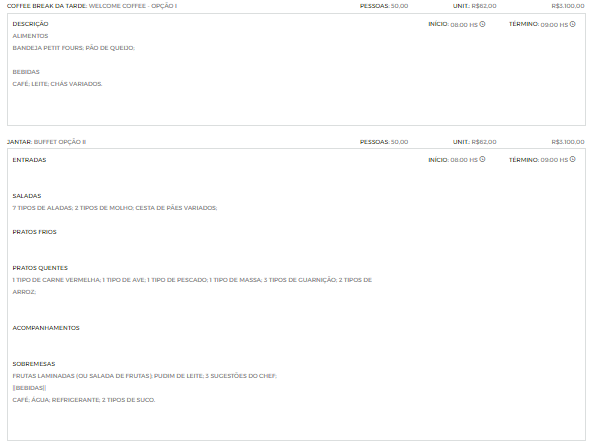 COFFEE BREAK DA TARDE: WELCOME COFFEE - OPÇÃO I PESSOAS: 50,00 UNIT.: R$62,00 R$3.100,00
DESCRIÇÃO INÍCIO: 08:00 HS TÉRMINO: 09:00 HS
ALIMENTOS
BANDEJA PETIT FOURS; PÃO DE QUEIJO;
BEBIDAS
CAFÉ; LEITE; CHÁS VARIADOS.
JANTAR: BUFFET OPÇÃO II PESSOAS: 50,00 UNIT.: R$62,00 R$3.100,00
ENTRADAS INÍCIO: 08:00 HS TÉRMINO: 09:00 HS
SALADAS
7 TIPOS DE ALADAS; 2 TIPOS DE MOLHO; CESTA DE PÃES VARIADOS;
PRATOS FRIOS
PRATOS QUENTES
1 TIPO DE CARNE VERMELHA; 1 TIPO DE AVE; 1 TIPO DE PESCADO; 1 TIPO DE MASSA; 3 TIPOS DE GUARNIÇÃO; 2 TIPOS DE
ARROZ;
ACOMPANHAMENTOS
SOBREMESAS
FRUTAS LAMINADAS (OU SALADA DE FRUTAS); PUDIM DE LEITE; 3 SUGESTÕES DO CHEF;
[[BEBIDAS]]
CAFÉ; ÁGUA; REFRIGERANTE; 2 TIPOS DE SUCO.